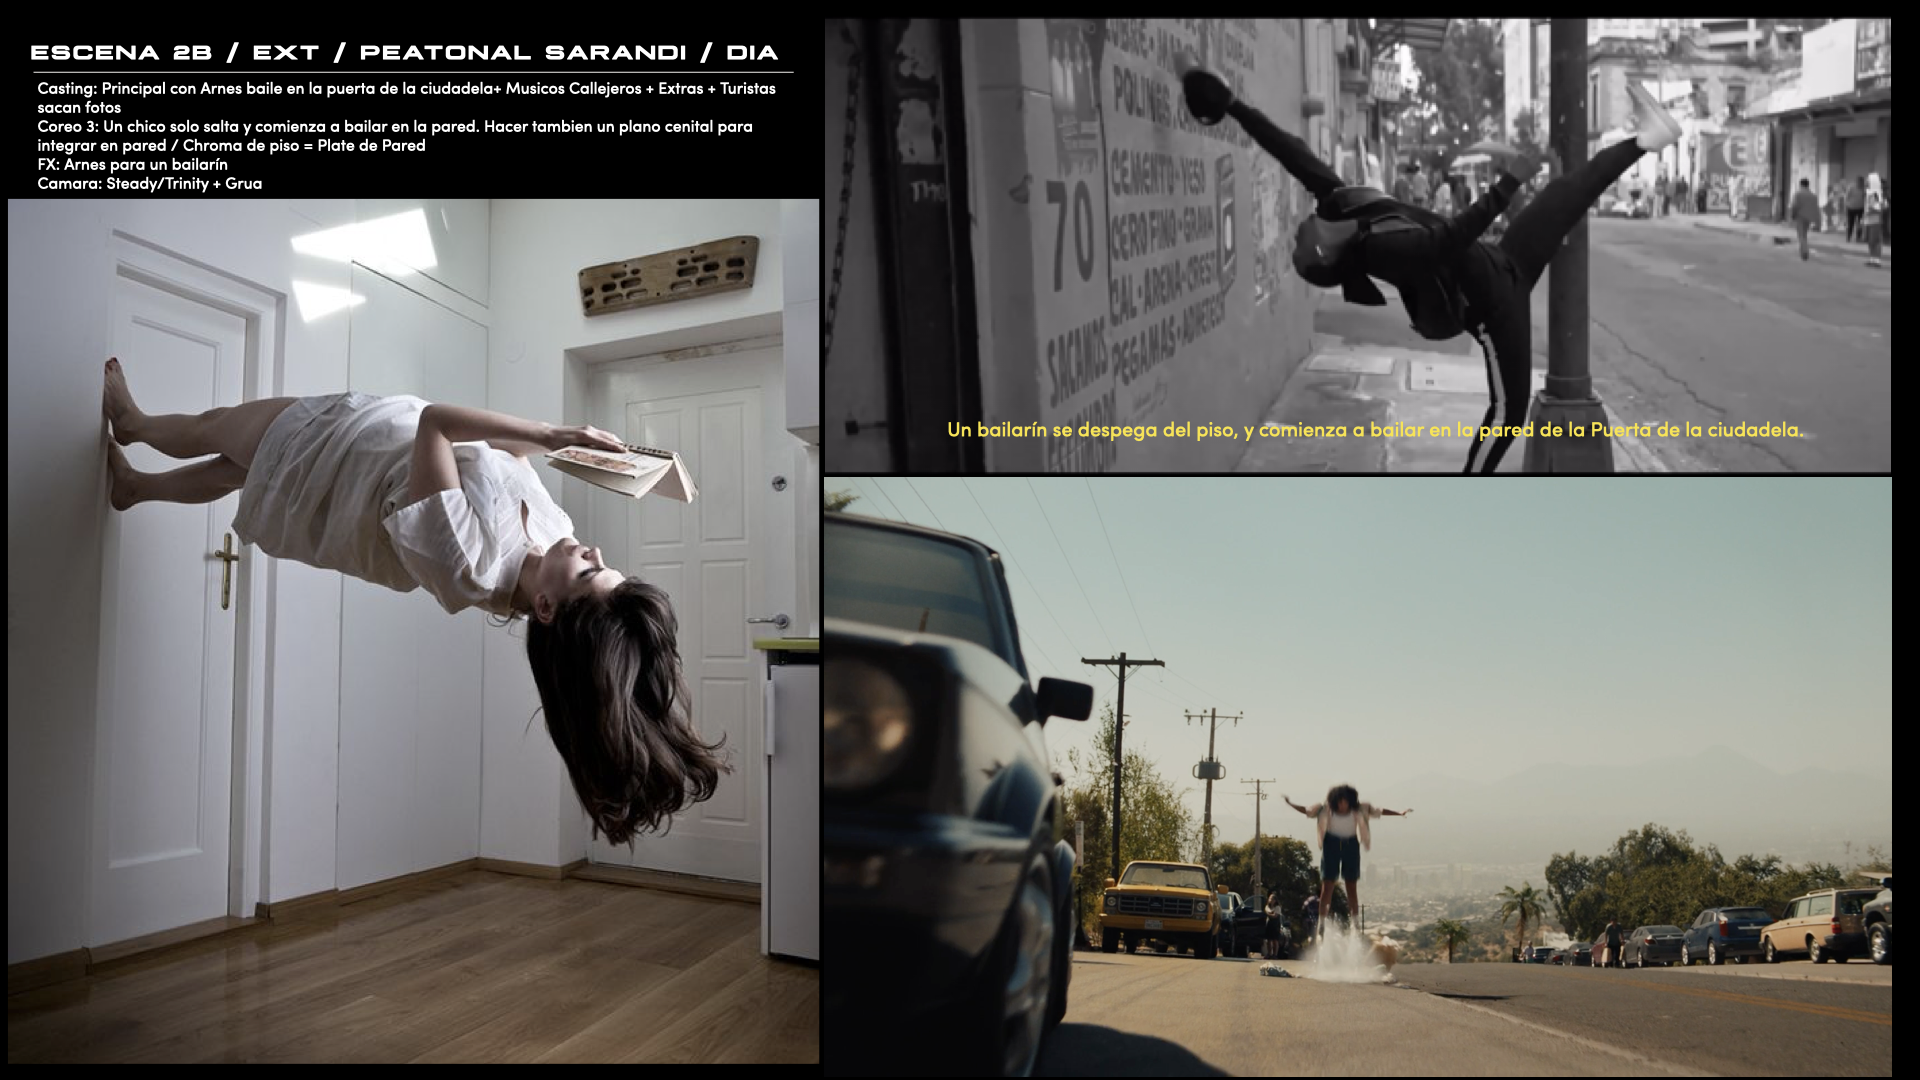 ESCENA 2B / EXT / PEATONAL SARANDI / DIA
Casting: Principal con Arnes baile en la puerta de la ciudadela+ Musicos Callejeros + Extras + Turistas
sacan fotos
Coreo 3: Un chico solo salta y comienza a bailar en la pared. Hacer tambien un plano cenital para
integrar en pared / Chroma de piso = Plate de Pared
FX: Arnes para un bailarín
Camara: Steady/Trinity + Grua
POLINES
CEMENTO-YESO
CERO FINO-GRAVA
CAL-ARENA-CREST
PEGAMAS-ADHETECH
70
SACAMOS
Un bailarín se despega del piso, y comienza a bailar en la pared de la Puerta de la ciudadela.